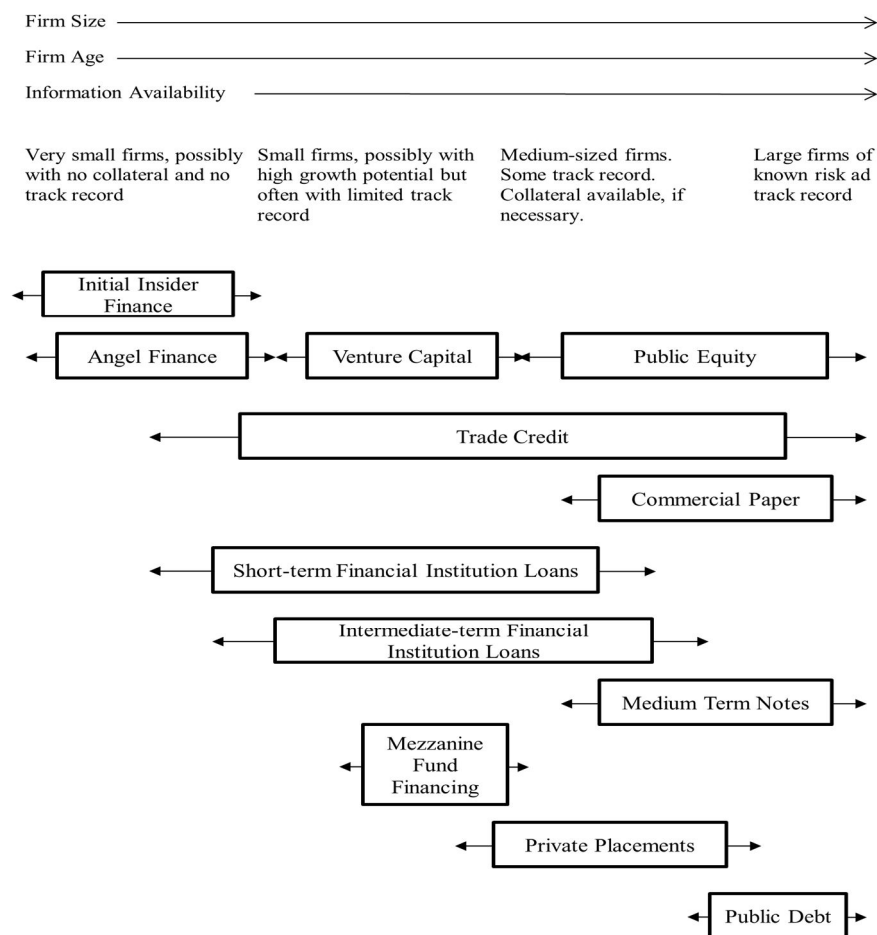 Firm Size
Firm Age
Information Availability
Very small firms, possibly
with no collateral and no
track record
Small firms, possibly with
high growth potential but
often with limited track
record
Medium-sized firms.
Some track record.
Collateral available, if
necessary.
Large firms of
known risk ad
track record
Initial Insider
Finance
Angel Finance
Venture Capital
Public Equity
Trade Credit
Commercial Paper
Short-term Financial Institution Loans
Intermediate-term Financial
Institution Loans
Medium Term Notes
Mezzanine
Fund
Financing
Private Placements
Public Debt